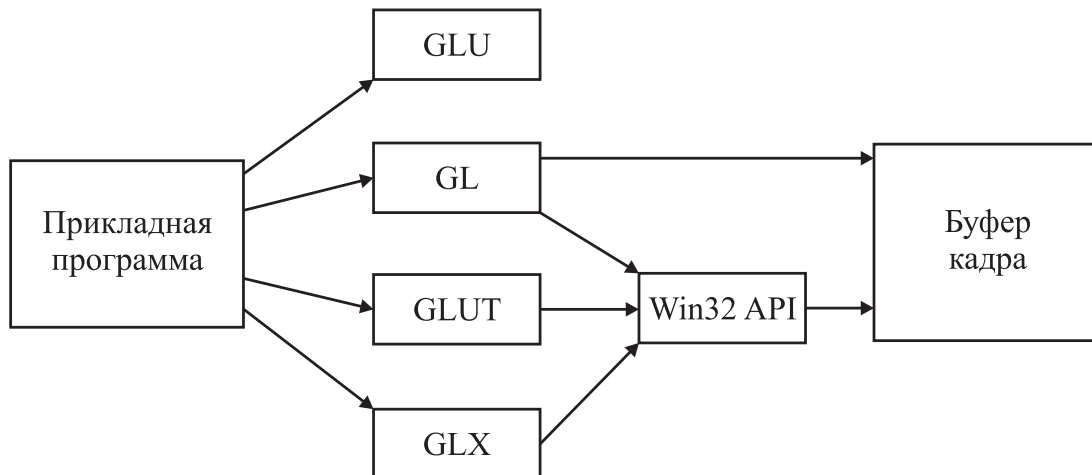 GLU
GL
Прикладная
программа
Буфер
кадра
GLUT
Win32 API
GLX